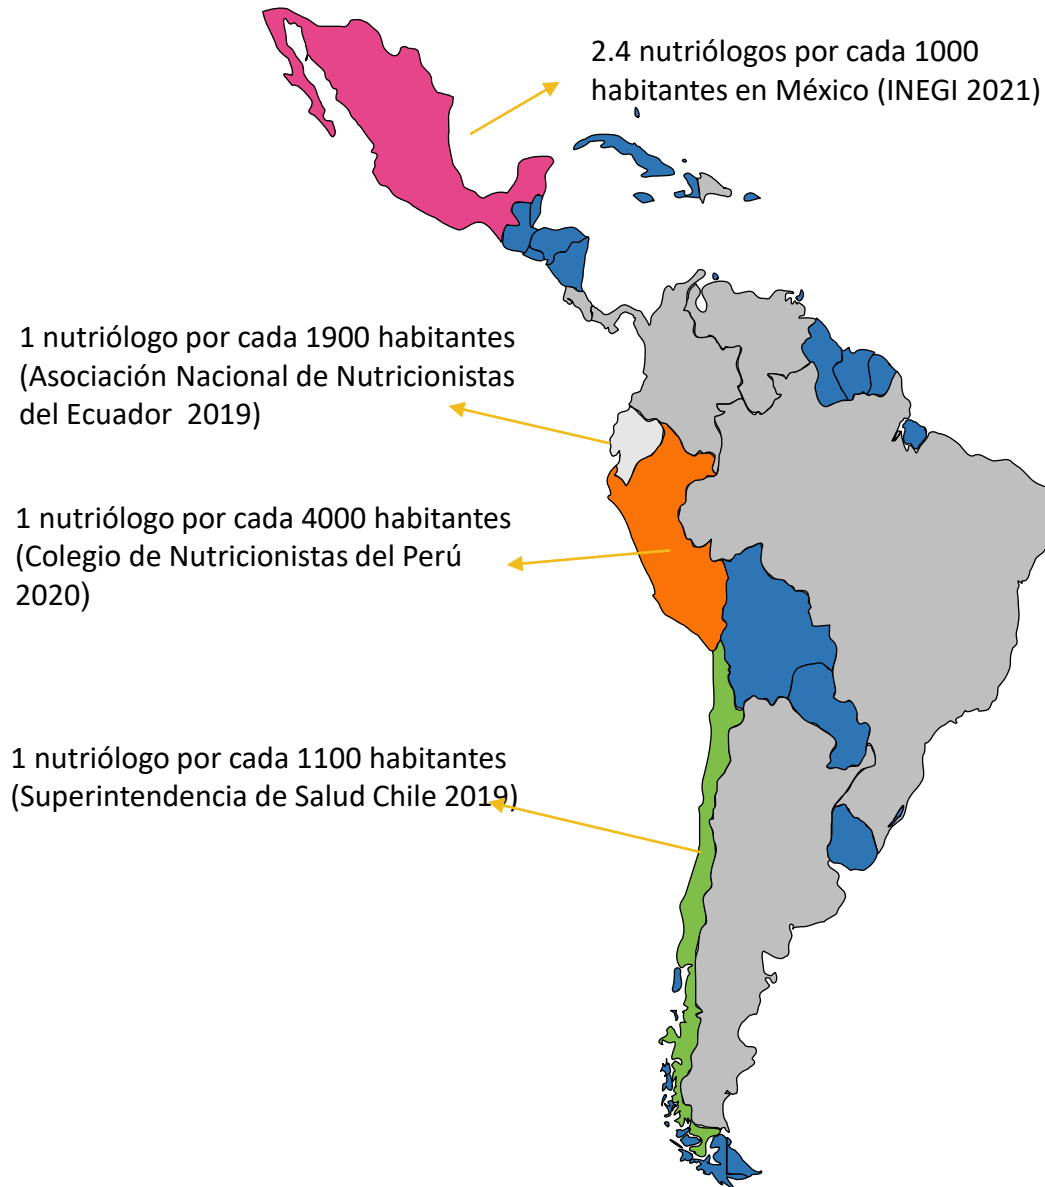 2.4 nutriólogos por cada 1000
habitantes en México (INEGI 2021)
1 nutriólogo por cada 1900 habitantes
(Asociación Nacional de Nutricionistas
del Ecuador  2019)
1 nutriólogo por cada 4000 habitantes
(Colegio de Nutricionistas del Perú
2020)
1 nutriólogo por cada 1100 habitantes
(Superintendencia de Salud Chile 2019)